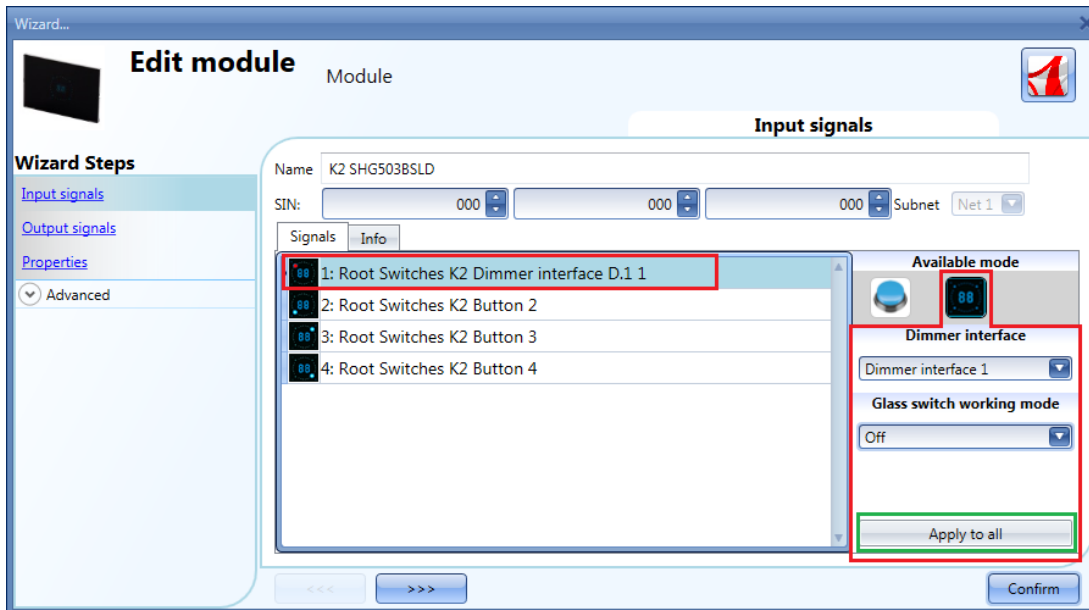 Wizard...
Edit module
Module
Input signals
Wizard Steps
Input signals
Output signals
Properties
Advanced
Name K2 SHG503BSLD
SIN: 000 000 000 Subnet Net 1
Signals Info
1: Root Switches K2 Dimmer interface D.1 1
2: Root Switches K2 Button 2
3: Root Switches K2 Button 3
4: Root Switches K2 Button 4
Available mode
88
Dimmer interface
Dimmer interface 1
Glass switch working mode
Off
Apply to all
<<< >>> Confirm